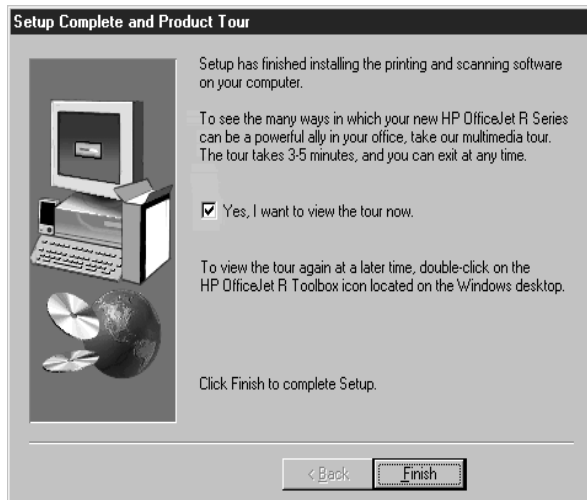 Setup Complete and Product Tour
Setup has finished installing the printing and scanning software
on your computer.
To see the many ways in which your new HP OfficeJet R Series
can be a powerful ally in your office, take our multimedia tour.
The tour takes 3-5 minutes, and you can exit at any time.
Yes, I want to view the tour now.
To view the tour again at a later time, double-click on the
HP OfficeJet R Toolbox icon located on the Windows desktop.
Click Finish to complete Setup.
< Back
Finish